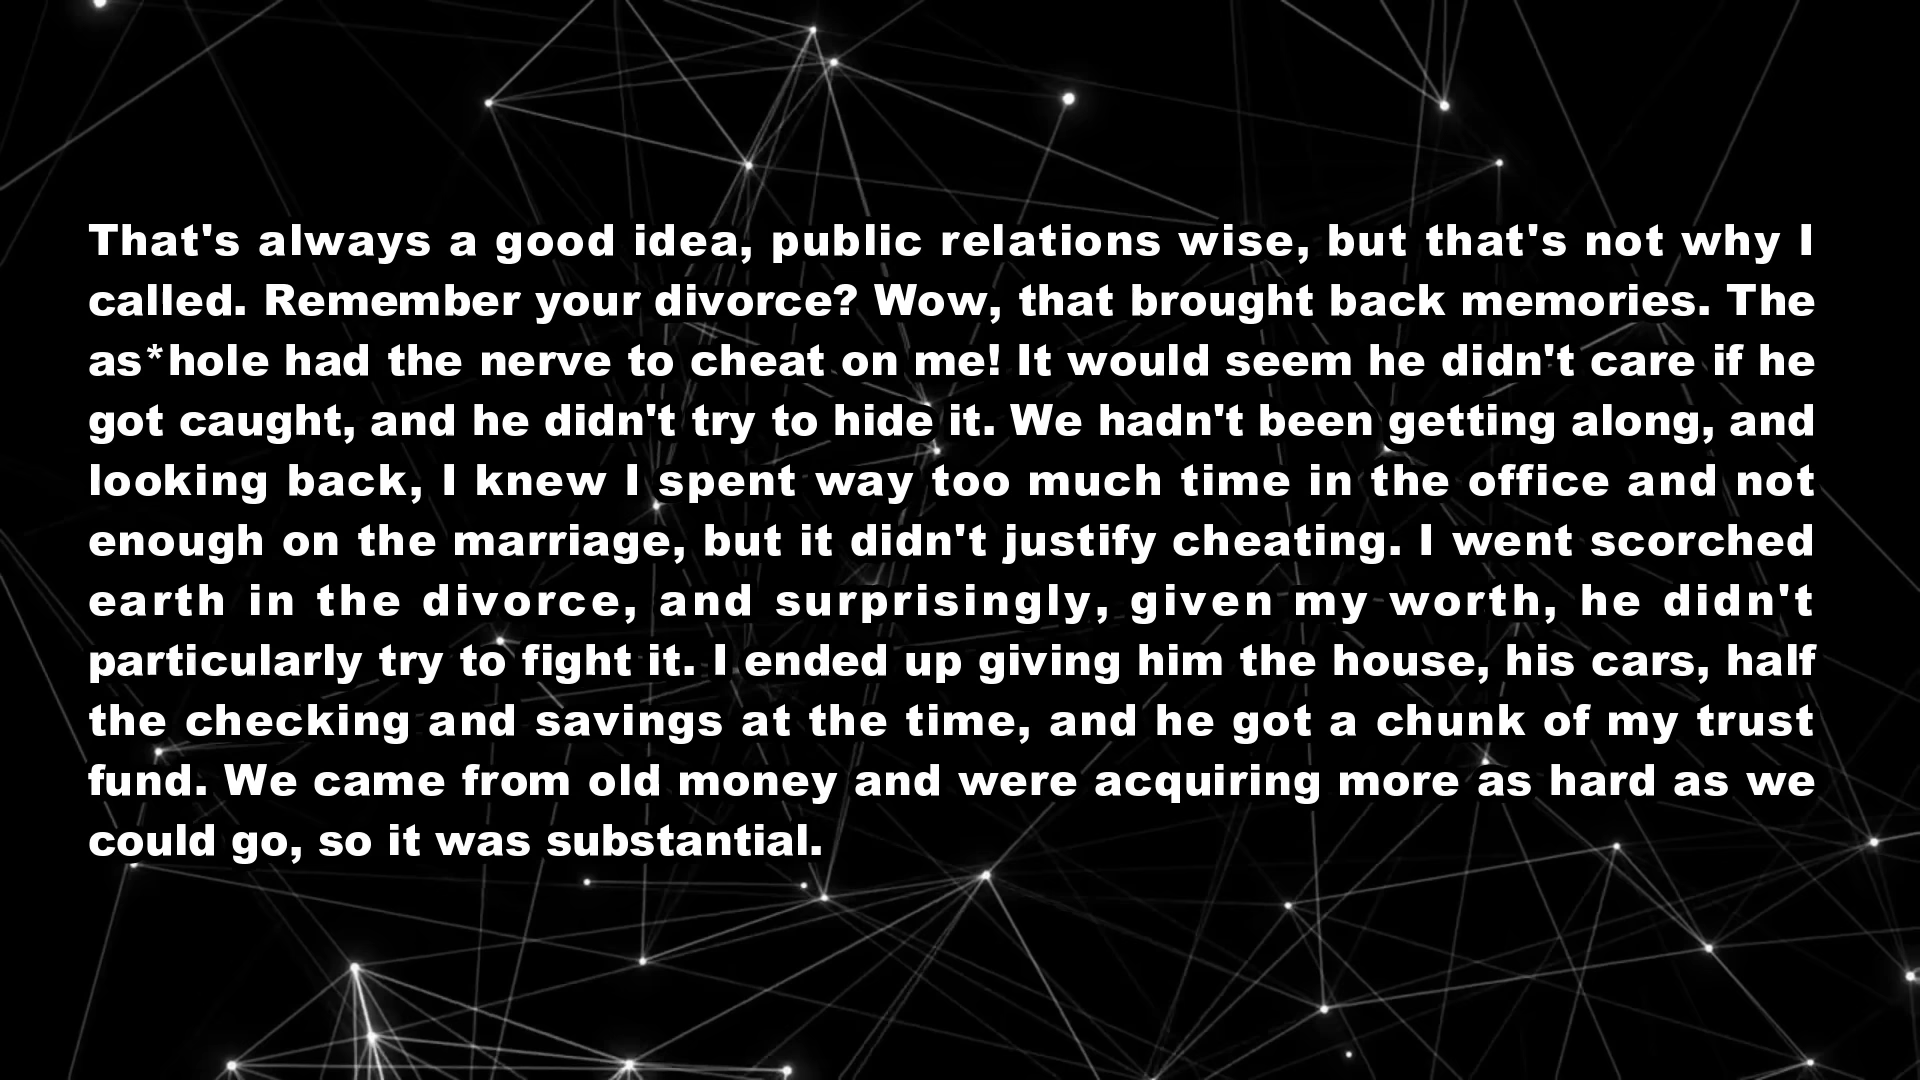 That's always a good idea, public relations wise, but that's not why I
called. Remember your divorce? Wow, that brought back memories. The
as*hole had the nerve to cheat on me! It would seem he didn't care if he
got caught, and he didn't try to hide it. We hadn't been getting along, and
looking back, I knew I spent way too much time in the office and not
enough on the marriage, but it didn't justify cheating. I went scorched
earth in the divorce, and surprisingly, given my worth, he didn't
particularly try to fight it. I ended up giving him the house, his cars, half
the checking and savings at the time, and he got a chunk of my trust
fund. We came from old money and were acquiring more as hard as we
could go, so it was substantial.